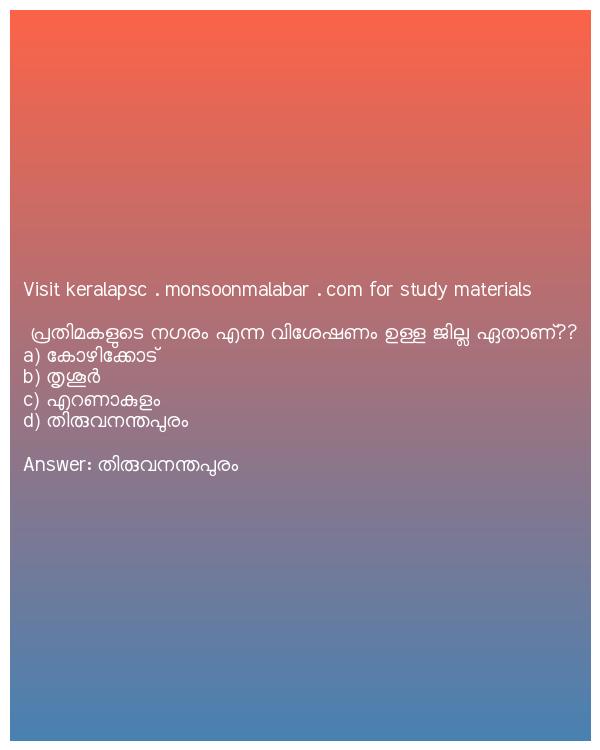 Visit keralapsc . monsoonmalabar . com for study materials
പ്രതിമകളുടെ നഗരം എന്ന വിശേഷണം ഉള്ള ജില്ല ഏതാണ്??
a) കോഴിക്കോട്
b) തൃശൂർ
c) എറണാകുളം
d) തിരുവനന്തപുരം
Answer: തിരുവനന്തപുരം